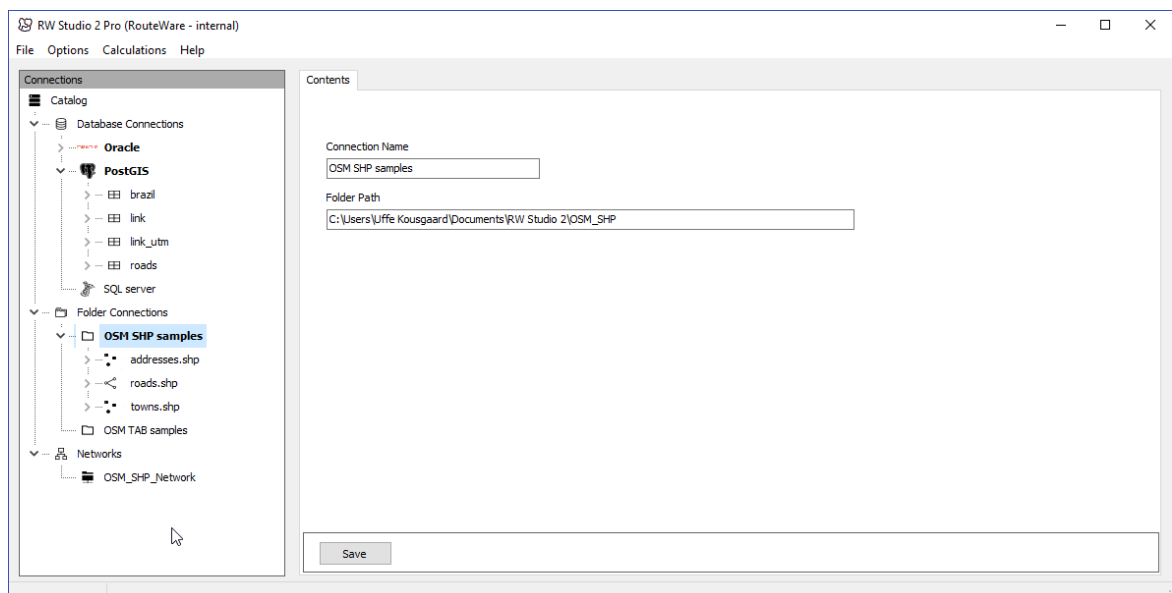 RW Studio 2 Pro (RouteWare - internal)
File Options Calculations Help
Connections
Catalog
Database Connections
Oracle
PostGIS
brazil
link
link_utm
roads
SQL server
Folder Connections
OSM SHP samples
addresses.shp
roads.shp
towns.shp
OSM TAB samples
Networks
OSM_SHP_Network
Contents
Connection Name
OSM SHP samples
Folder Path
C:\Users\Uffe Kousgaard\Documents\RW Studio 2\OSM_SHP
Save